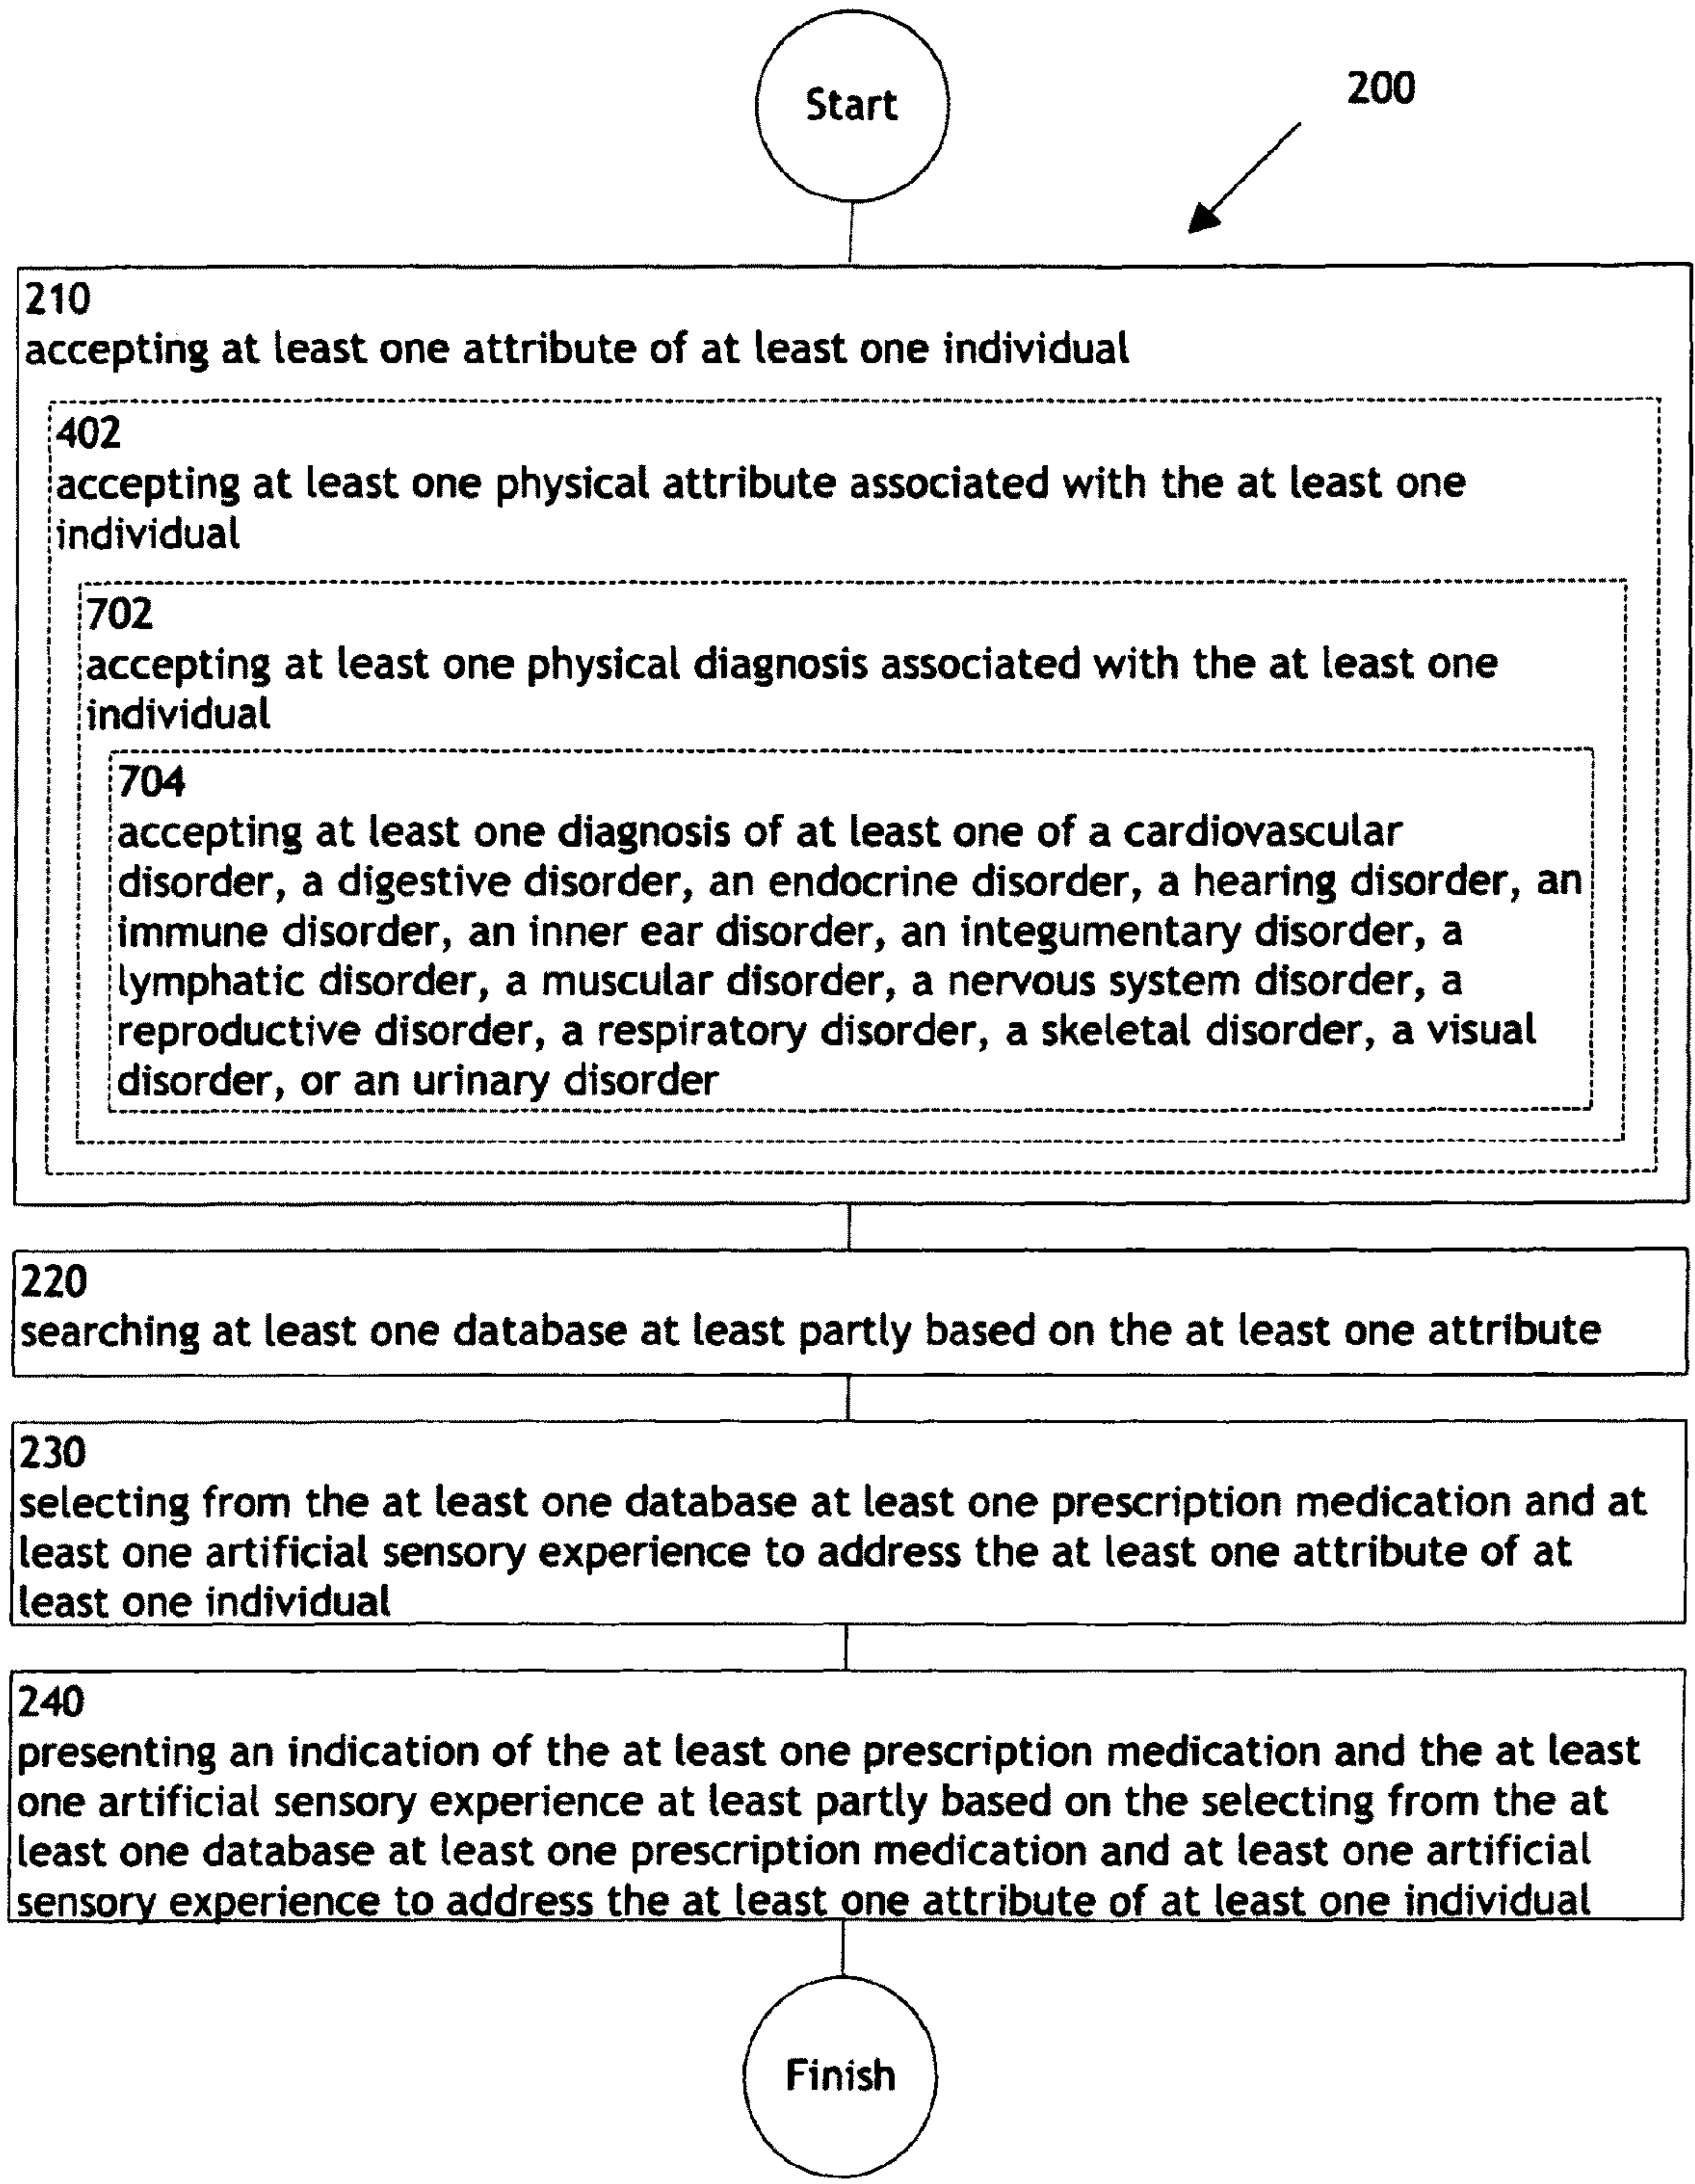 Start
200
210
accepting at least one attribute of at least one individual
402
accepting at least one physical attribute associated with the at least one
individual
702
accepting at least one physical diagnosis associated with the at least one
individual
704
accepting at least one diagnosis of at least one of a cardiovascular
disorder, a digestive disorder, an endocrine disorder, a hearing disorder, an
immune disorder, an inner ear disorder, an integumentary disorder, a
lymphatic disorder, a muscular disorder, a nervous system disorder, a
reproductive disorder, a respiratory disorder, a skeletal disorder, a visual
disorder, or an urinary disorder
220
searching at least one database at least partly based on the at least one attribute
230
selecting from the at least one database at least one prescription medication and at
least one artificial sensory experience to address the at least one attribute of at
least one individual
240
presenting an indication of the at least one prescription medication and the at least
one artificial sensory experience at least partly based on the selecting from the at
least one database at least one prescription medication and at least one artificial
sensory experience to address the at least one attribute of at least one individual
Finish